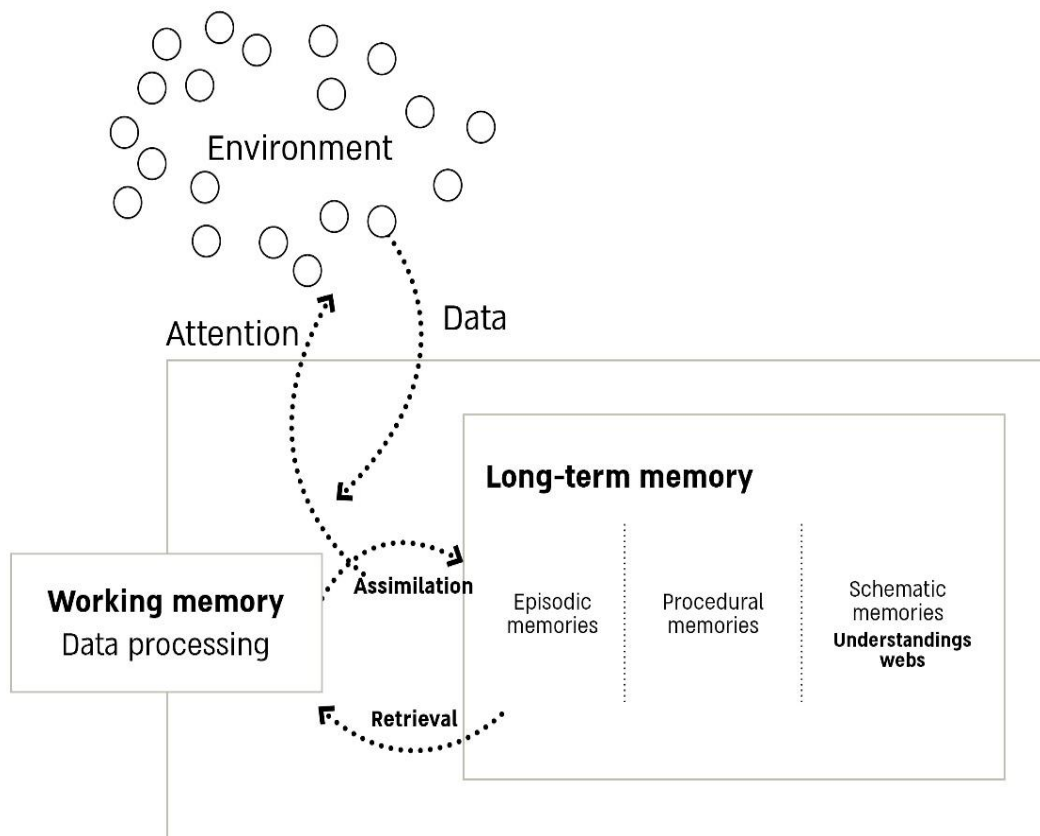 Environment
Attention
Data
Long-term memory
Working memory
Data processing
Assimilation
Episodic
memories
Procedural
memories
Schematic
memories
Understandings
webs
Retrieval